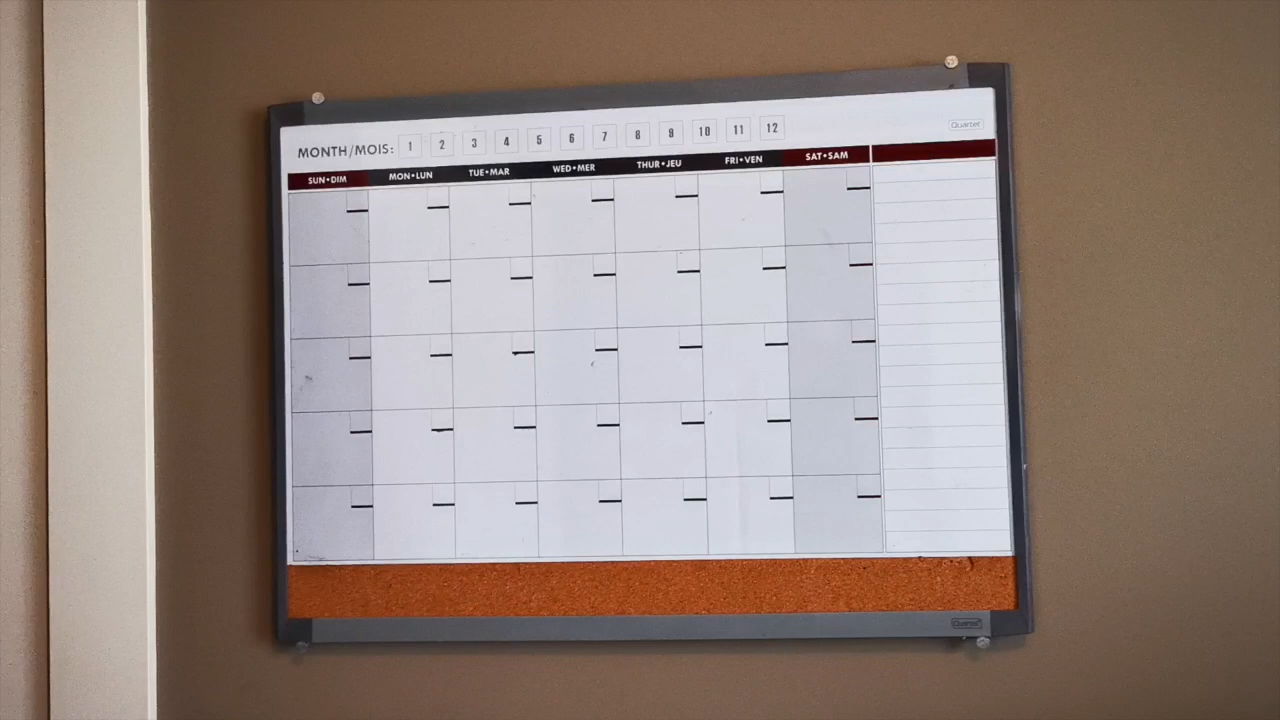 Quartet
MONTH/MOIS: 1 2 3 4 5 6 7 8 9 10 11 12
SUN•DIM MON•LUN TUE•MAR WED•MER THUR•JEU FRI•VEN SAT•SAM
Quartet